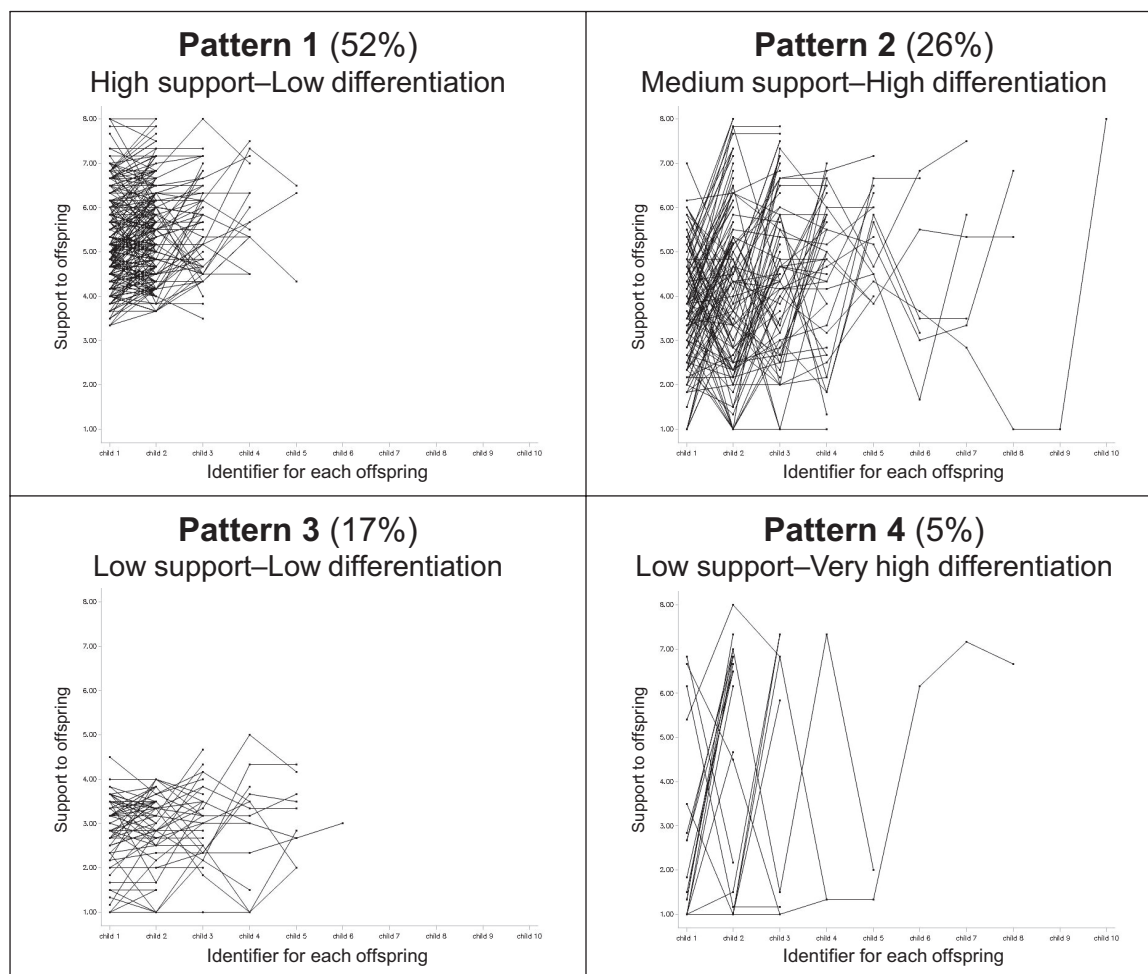 Pattern 1 (52%)
High support–Low differentiation
8.00
7.00
6.00
5.00
4.00
3.00
2.00
1.00
Support to offspring
child 1 child 2 child 3 child 4 child 5 child 6 child 7 child 8 child 9 child 10
Identifier for each offspring
Pattern 2 (26%)
Medium support–High differentiation
8.00
7.00
6.00
5.00
4.00
3.00
2.00
1.00
Support to offspring
child 1 child 2 child 3 child 4 child 5 child 6 child 7 child 8 child 9 child 10
Identifier for each offspring
Pattern 3 (17%)
Low support–Low differentiation
8.00
7.00
6.00
5.00
4.00
3.00
2.00
1.00
Support to offspring
child 1 child 2 child 3 child 4 child 5 child 6 child 7 child 8 child 9 child 10
Identifier for each offspring
Pattern 4 (5%)
Low support–Very high differentiation
8.00
7.00
6.00
5.00
4.00
3.00
2.00
1.00
Support to offspring
child 1 child 2 child 3 child 4 child 5 child 6 child 7 child 8 child 9 child 10
Identifier for each offspring